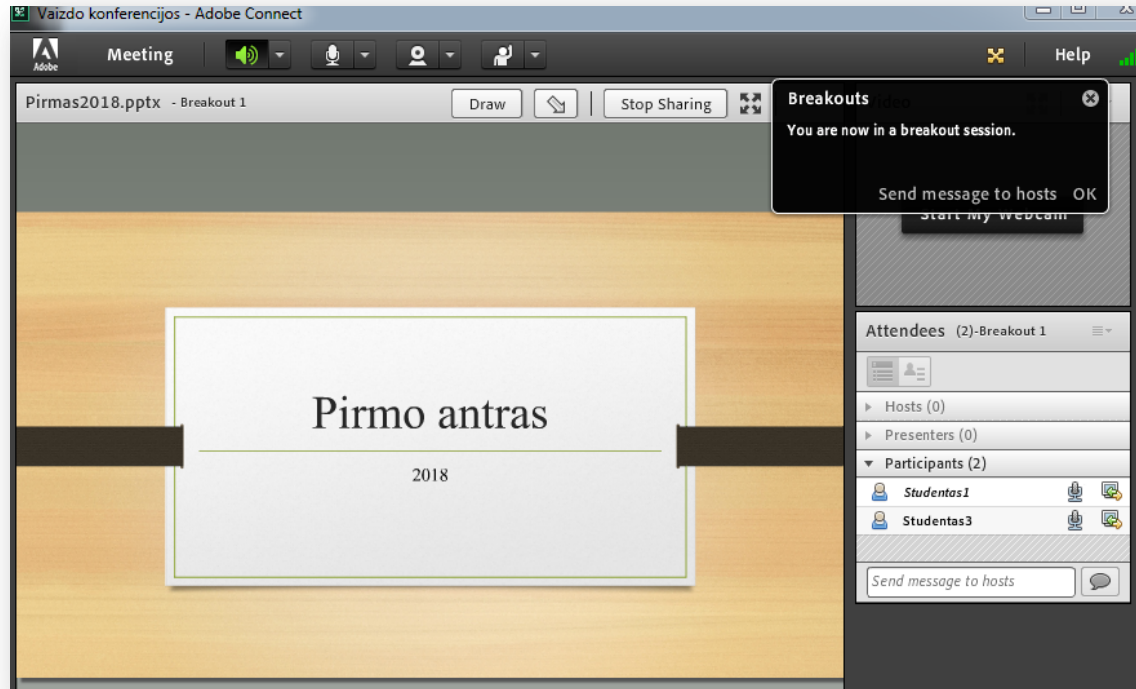 Vaizdo konferencijos - Adobe Connect
Adobe
Meeting
Help
Pirmas2018.pptx - Breakout 1
Draw
Stop Sharing
Video
Breakouts
You are now in a breakout session.
Send message to hosts OK
Start My Webcam
Pirmo antras
2018
Attendees (2)-Breakout 1
Hosts (0)
Presenters (0)
Participants (2)
Studentas1
Studentas3
Send message to hosts